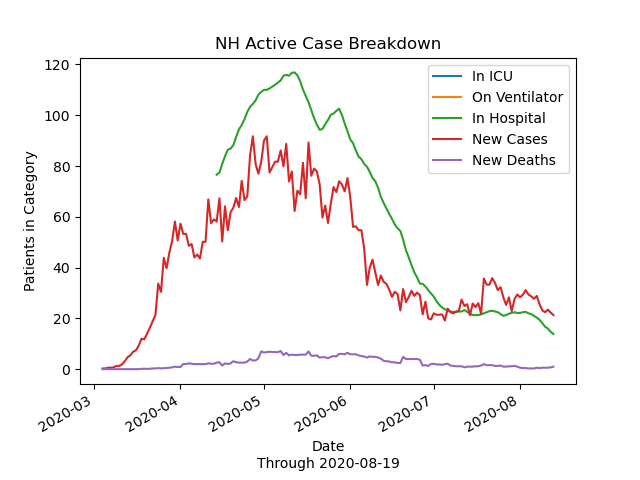 NH Active Case Breakdown
120
100
80
60
40
20
0
Patients in Category
In ICU
On Ventilator
In Hospital
New Cases
New Deaths
2020-03
2020-04
2020-05
2020-06
2020-07
2020-08
Date
Through 2020-08-19